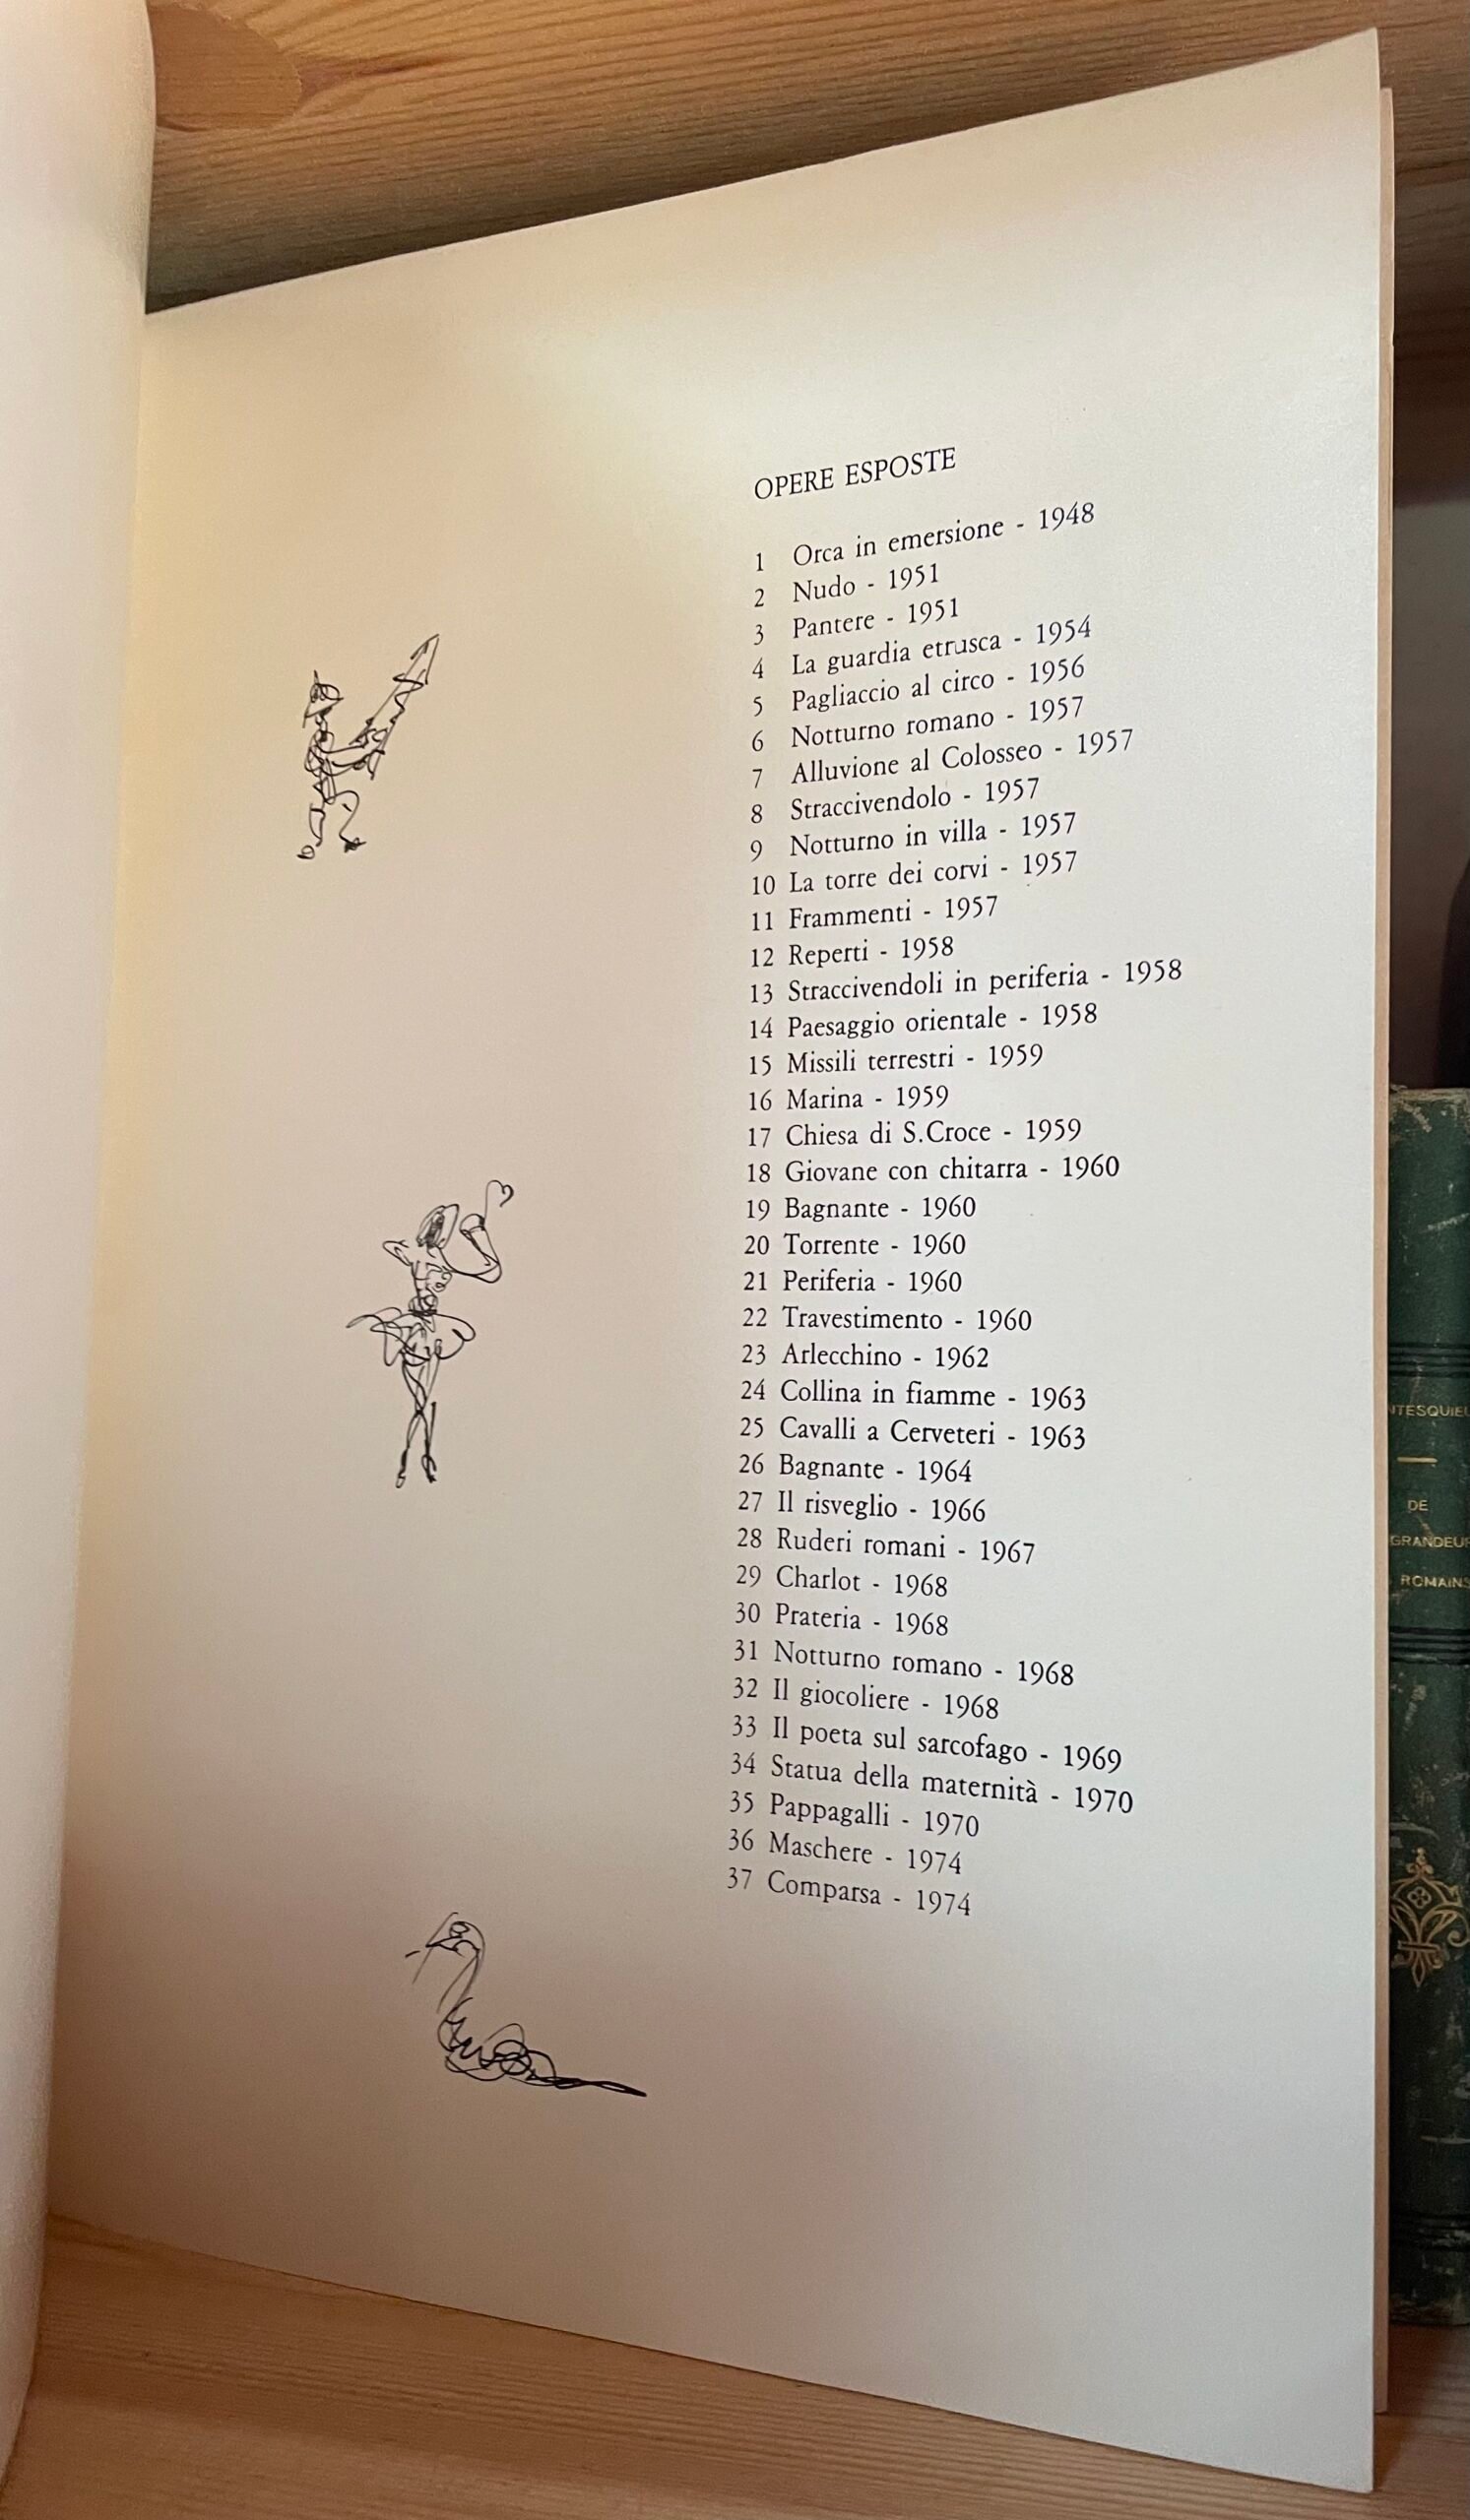 OPERE ESPOSTE
1 Orca in emersione - 1948
2 Nudo - 1951
3 Pantere - 1951
4 La guardia etrusca - 1954
5 Pagliaccio al circo - 1956
6 Notturno romano - 1957
7 Alluvione al Colosseo - 1957
8 Straccivendolo - 1957
9 Notturno in villa - 1957
10 La torre dei corvi - 1957
11 Frammenti - 1957
12 Reperti - 1958
13 Straccivendoli in periferia - 1958
14 Paesaggio orientale - 1958
15 Missili terrestri - 1959
16 Marina - 1959
17 Chiesa di S.Croce - 1959
18 Giovane con chitarra - 1960
19 Bagnante - 1960
20 Torrente - 1960
21 Periferia - 1960
22 Travestimento - 1960
23 Arlecchino - 1962
24 Collina in fiamme - 1963
25 Cavalli a Cerveteri - 1963
26 Bagnante - 1964
27 Il risveglio - 1966
28 Ruderi romani - 1967
29 Charlot - 1968
30 Prateria - 1968
31 Notturno romano - 1968
32 Il giocoliere - 1968
33 Il poeta sul sarcofago - 1969
34 Statua della maternità - 1970
35 Pappagalli - 1970
36 Maschere - 1974
37 Comparsa - 1974
DE
ROMAINS